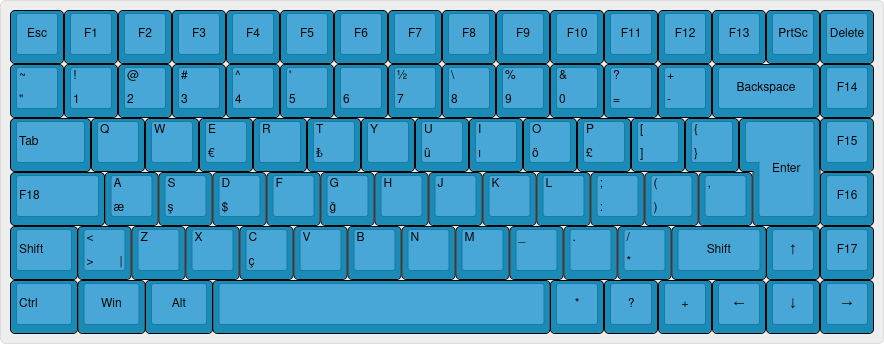 Esc F1 F2 F3 F4 F5 F6 F7 F8 F9 F10 F11 F12 F13 PrtSc Delete
~ ! @ # ^ ' ½ \ % & ? +
" 1 2 3 4 5 6 7 8 9 0 = - Backspace F14
Tab Q W E R T Y U I O P [ { F15
€ ₺ ü ı ö £ ] }
Enter
F18 A S D F G H J K L ; ( , F16
æ ş $ ğ : )
Shift < Z X C V B N M _ . / Shift ↑ F17
> | ç *
Ctrl Win Alt * ? + ← ↓ →